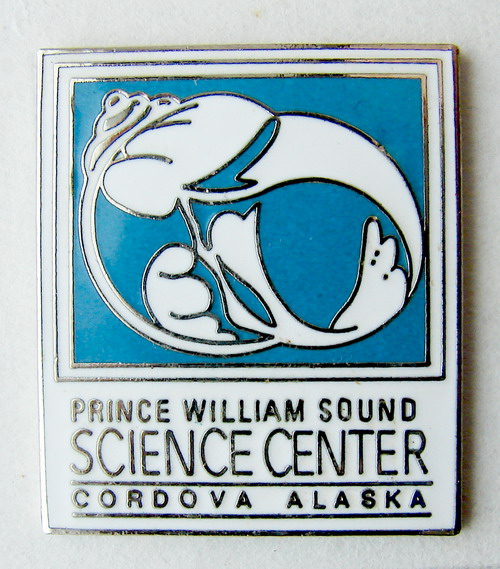 PRINCE WILLIAM SOUND
SCIENCE CENTER
CORDOVA ALASKA